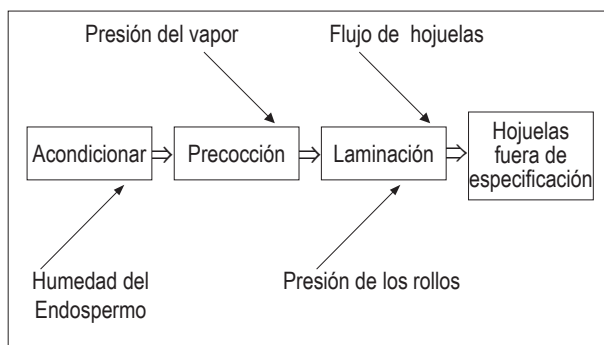 Presión del vapor
Flujo de hojuelas
Acondicionar
Precocción
Laminación
Hojuelas
fuera de
especificación
Humedad del
Endospermo
Presión de los rollos